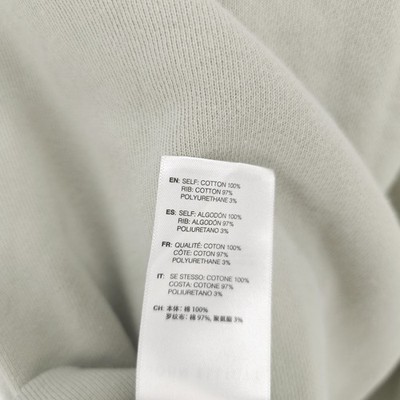 EN: SELF: COTTON 100%
RIB: COTTON 97%
POLYURETHANE 3%
ES: SELF: ALGODÓN 100%
RIB: ALGODÓN 97%
POLIURETANO 3%
FR: QUALITÉ: COTON 100%
CÔTE: COTON 97%
POLYURETHANE 3%
IT: SE STESSO: COTONE 100%
COSTA: COTONE 97%
POLIURETANO 3%
CH: 本体: 棉 100%
罗纹布: 棉 97%, 聚氨酯 3%